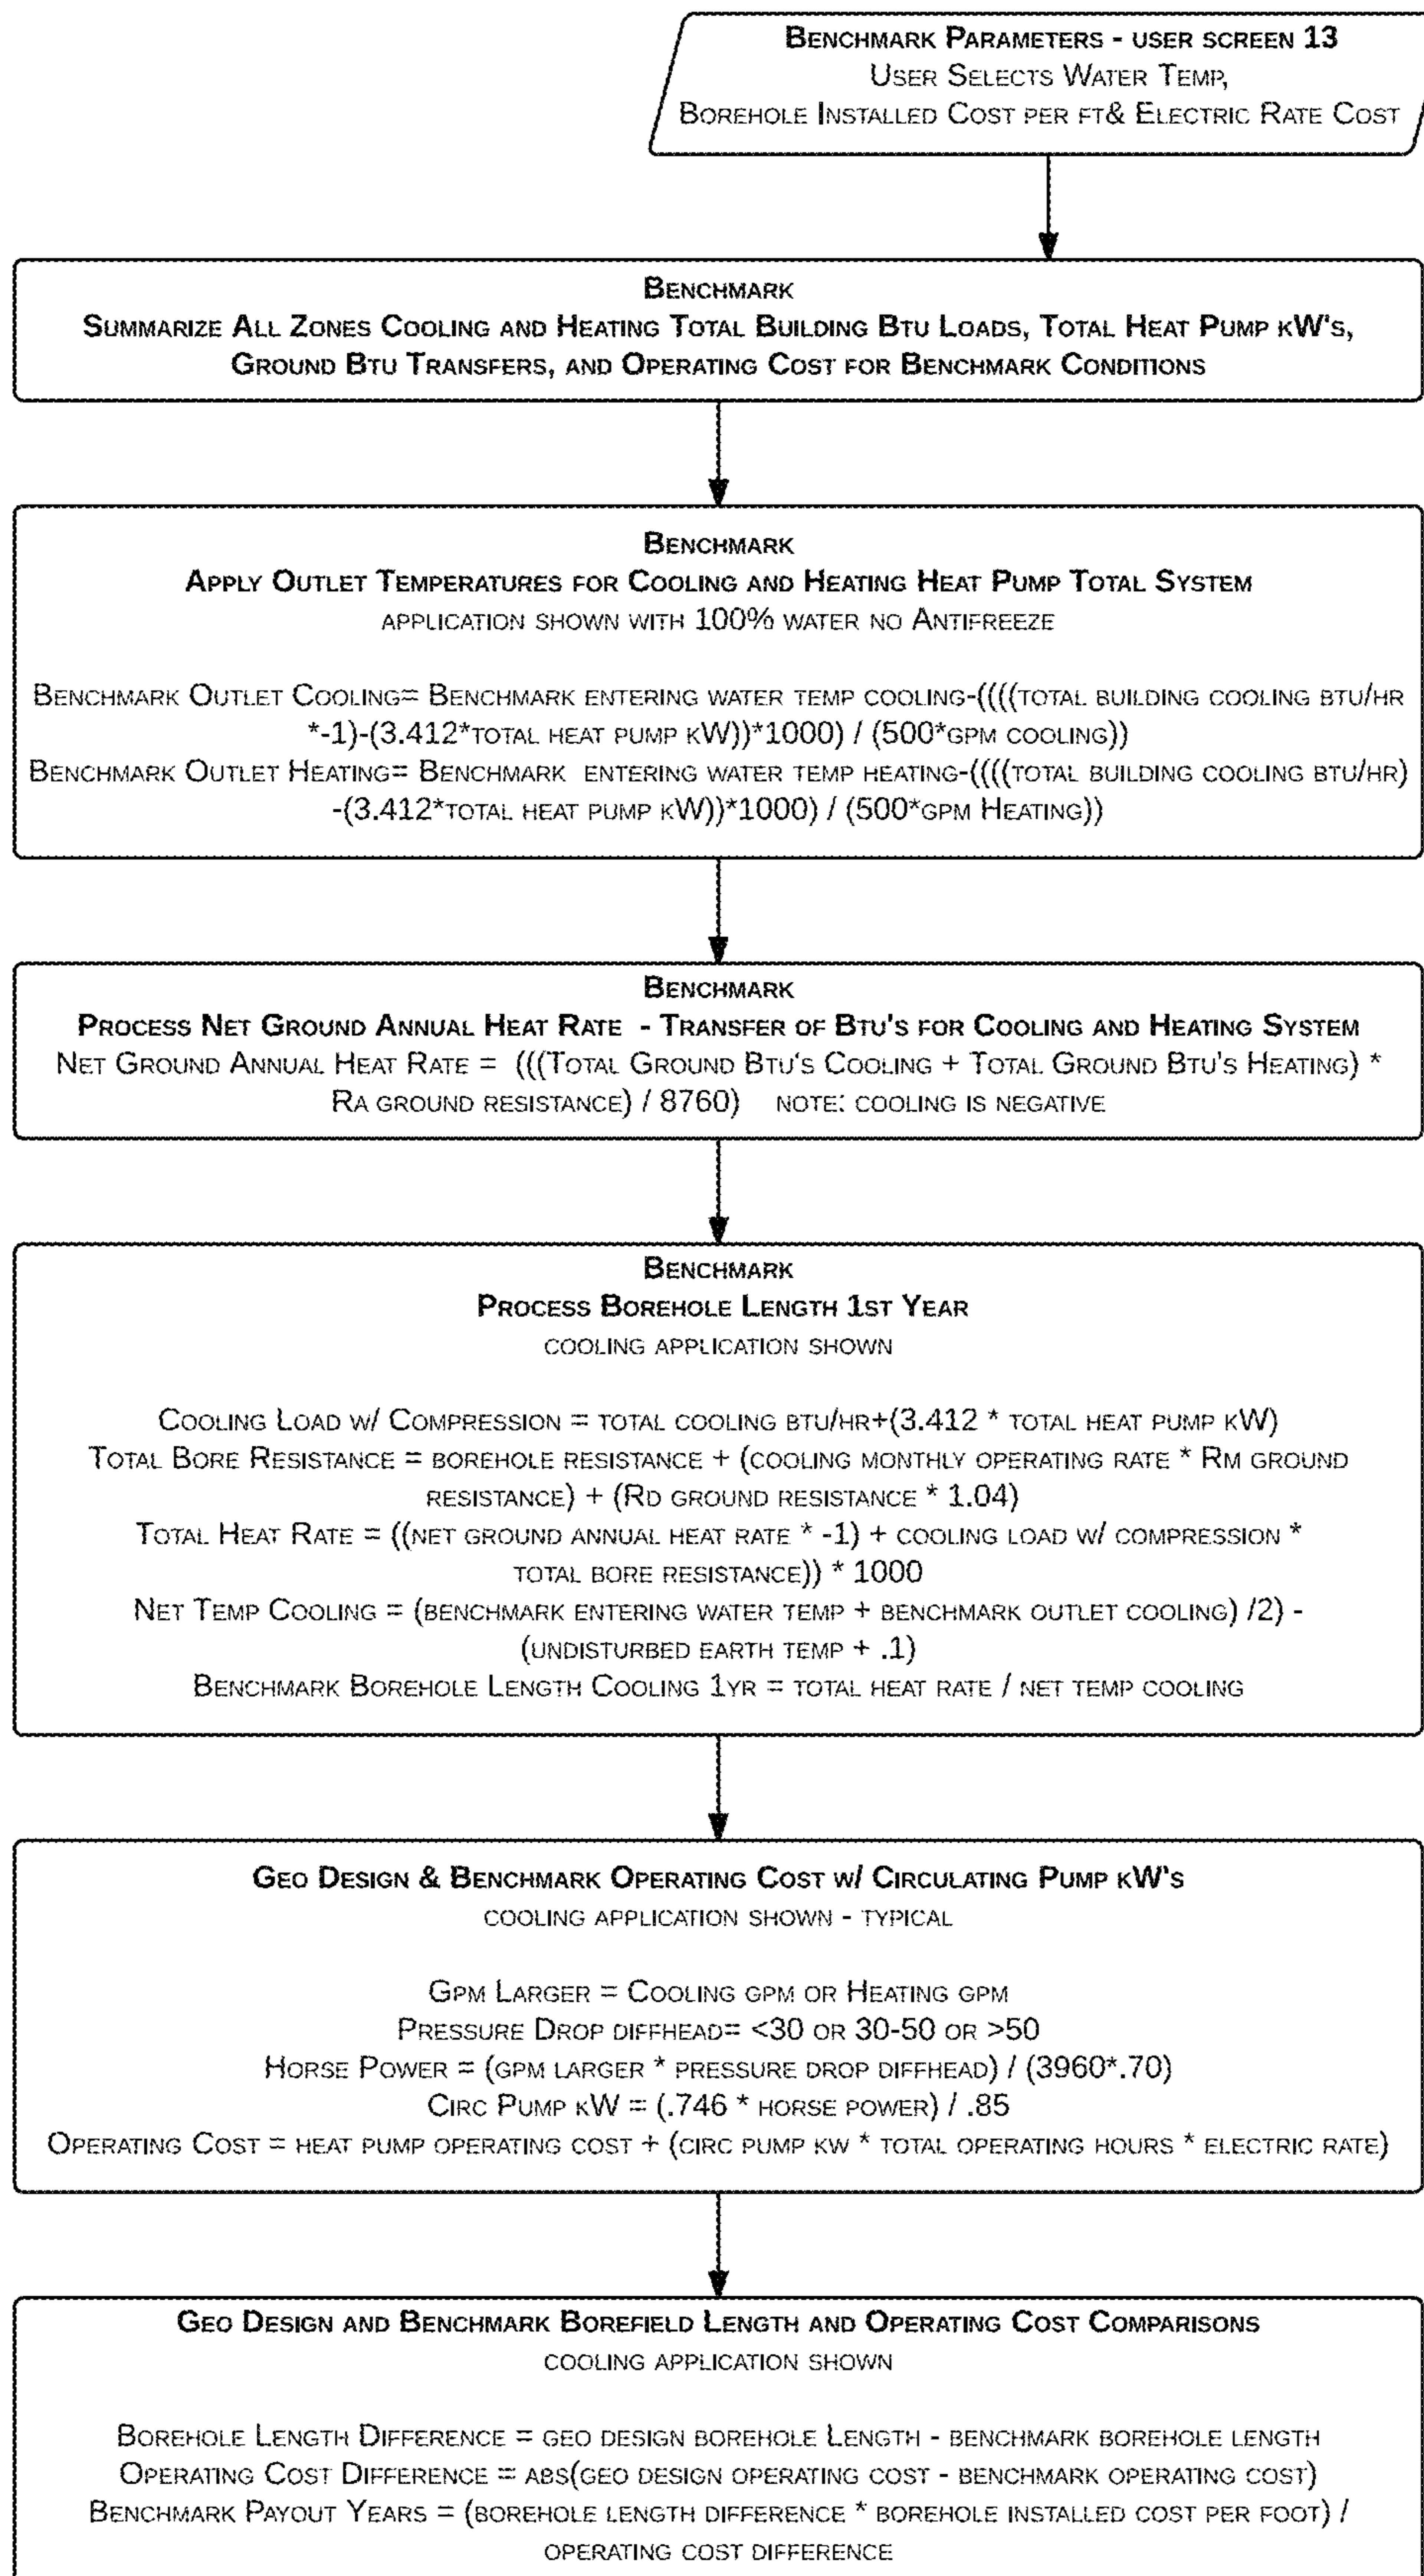 Benchmark Parameters - user screen 13
User Selects Water Temp,
Borehole Installed Cost per ft& Electric Rate Cost
Benchmark
Summarize All Zones Cooling and Heating Total Building Btu Loads, Total Heat Pump kW's,
Ground Btu Transfers, and Operating Cost for Benchmark Conditions
Benchmark
Apply Outlet Temperatures for Cooling and Heating Heat Pump Total System
application shown with 100% water no Antifreeze
Benchmark Outlet Cooling= Benchmark entering water temp cooling-((((total building cooling btu/hr
*-1)-(3.412*total heat pump kW))*1000) / (500*gpm cooling))
Benchmark Outlet Heating= Benchmark entering water temp heating-((((total building cooling btu/hr)
-(3.412*total heat pump kW))*1000) / (500*gpm Heating))
Benchmark
Process Net Ground Annual Heat Rate - Transfer of Btu's for Cooling and Heating System
Net Ground Annual Heat Rate = (((Total Ground Btu's Cooling + Total Ground Btu's Heating) *
Ra ground resistance) / 8760) note: cooling is negative
Benchmark
Process Borehole Length 1st Year
cooling application shown
Cooling Load w/ Compression = total cooling btu/hr+(3.412 * total heat pump kW)
Total Bore Resistance = borehole resistance + (cooling monthly operating rate * Rm ground
resistance) + (Rd ground resistance * 1.04)
Total Heat Rate = ((net ground annual heat rate * -1) + cooling load w/ compression *
total bore resistance)) * 1000
Net Temp Cooling = (benchmark entering water temp + benchmark outlet cooling) /2) -
(undisturbed earth temp + .1)
Benchmark Borehole Length Cooling 1yr = total heat rate / net temp cooling
Geo Design & Benchmark Operating Cost w/ Circulating Pump kW's
cooling application shown - typical
Gpm Larger = Cooling gpm or Heating gpm
Pressure Drop diffhead= <30 or 30-50 or >50
Horse Power = (gpm larger * pressure drop diffhead) / (3960*.70)
Circ Pump kW = (.746 * horse power) / .85
Operating Cost = heat pump operating cost + (circ pump kw * total operating hours * electric rate)
Geo Design and Benchmark Borefield Length and Operating Cost Comparisons
cooling application shown
Borehole Length Difference = geo design borehole Length - benchmark borehole length
Operating Cost Difference = abs(geo design operating cost - benchmark operating cost)
Benchmark Payout Years = (borehole length difference * borehole installed cost per foot) /
operating cost difference